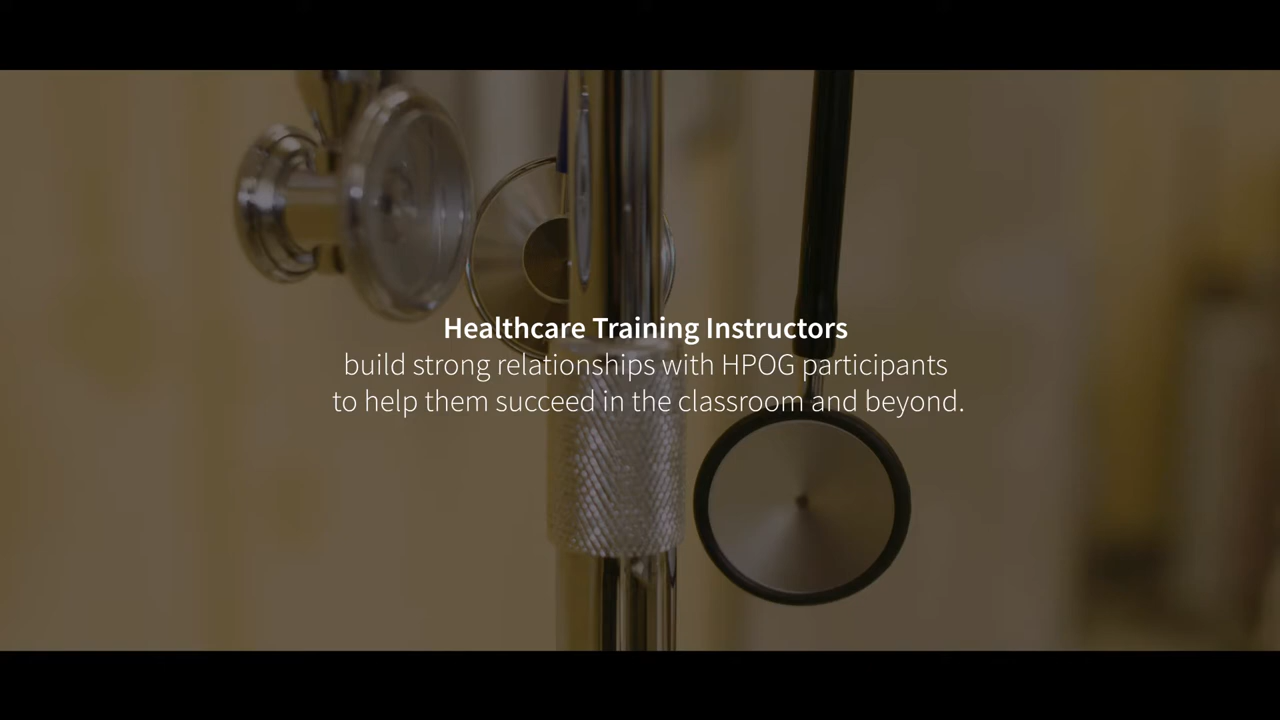 Healthcare Training Instructors
build strong relationships with HPOG participants
to help them succeed in the classroom and beyond.